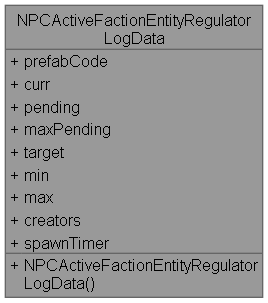 NPCActiveFactionEntityRegulator
LogData
+ prefabCode
+ curr
+ pending
+ maxPending
+ target
+ min
+ max
+ creators
+ spawnTimer
+ NPCActiveFactionEntityRegulator
LogData()